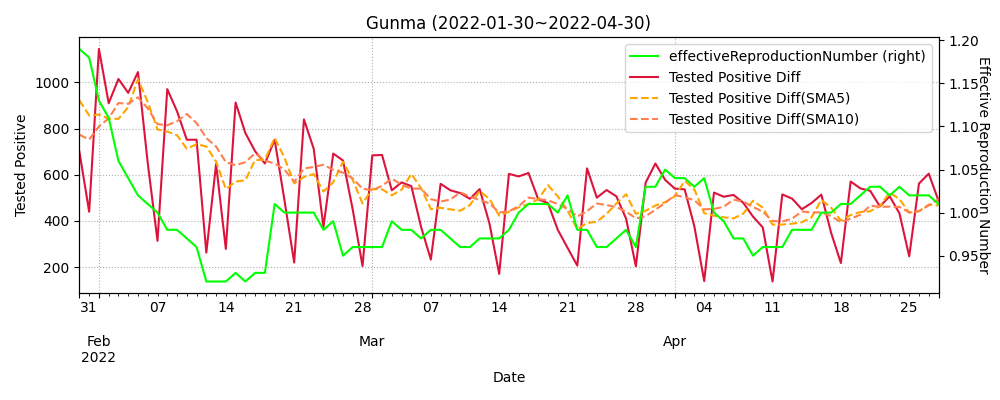 Gunma (2022-01-30~2022-04-30)
effectiveReproductionNumber (right)
Tested Positive Diff
Tested Positive Diff(SMA5)
Tested Positive Diff(SMA10)
Tested Positive
1000
800
600
400
200
1.20
1.15
1.10
1.05
1.00
0.95
Effective Reproduction Number
31 07 14 21 28 07 14 21 28 04 11 18 25
Feb Mar Apr
2022
Date